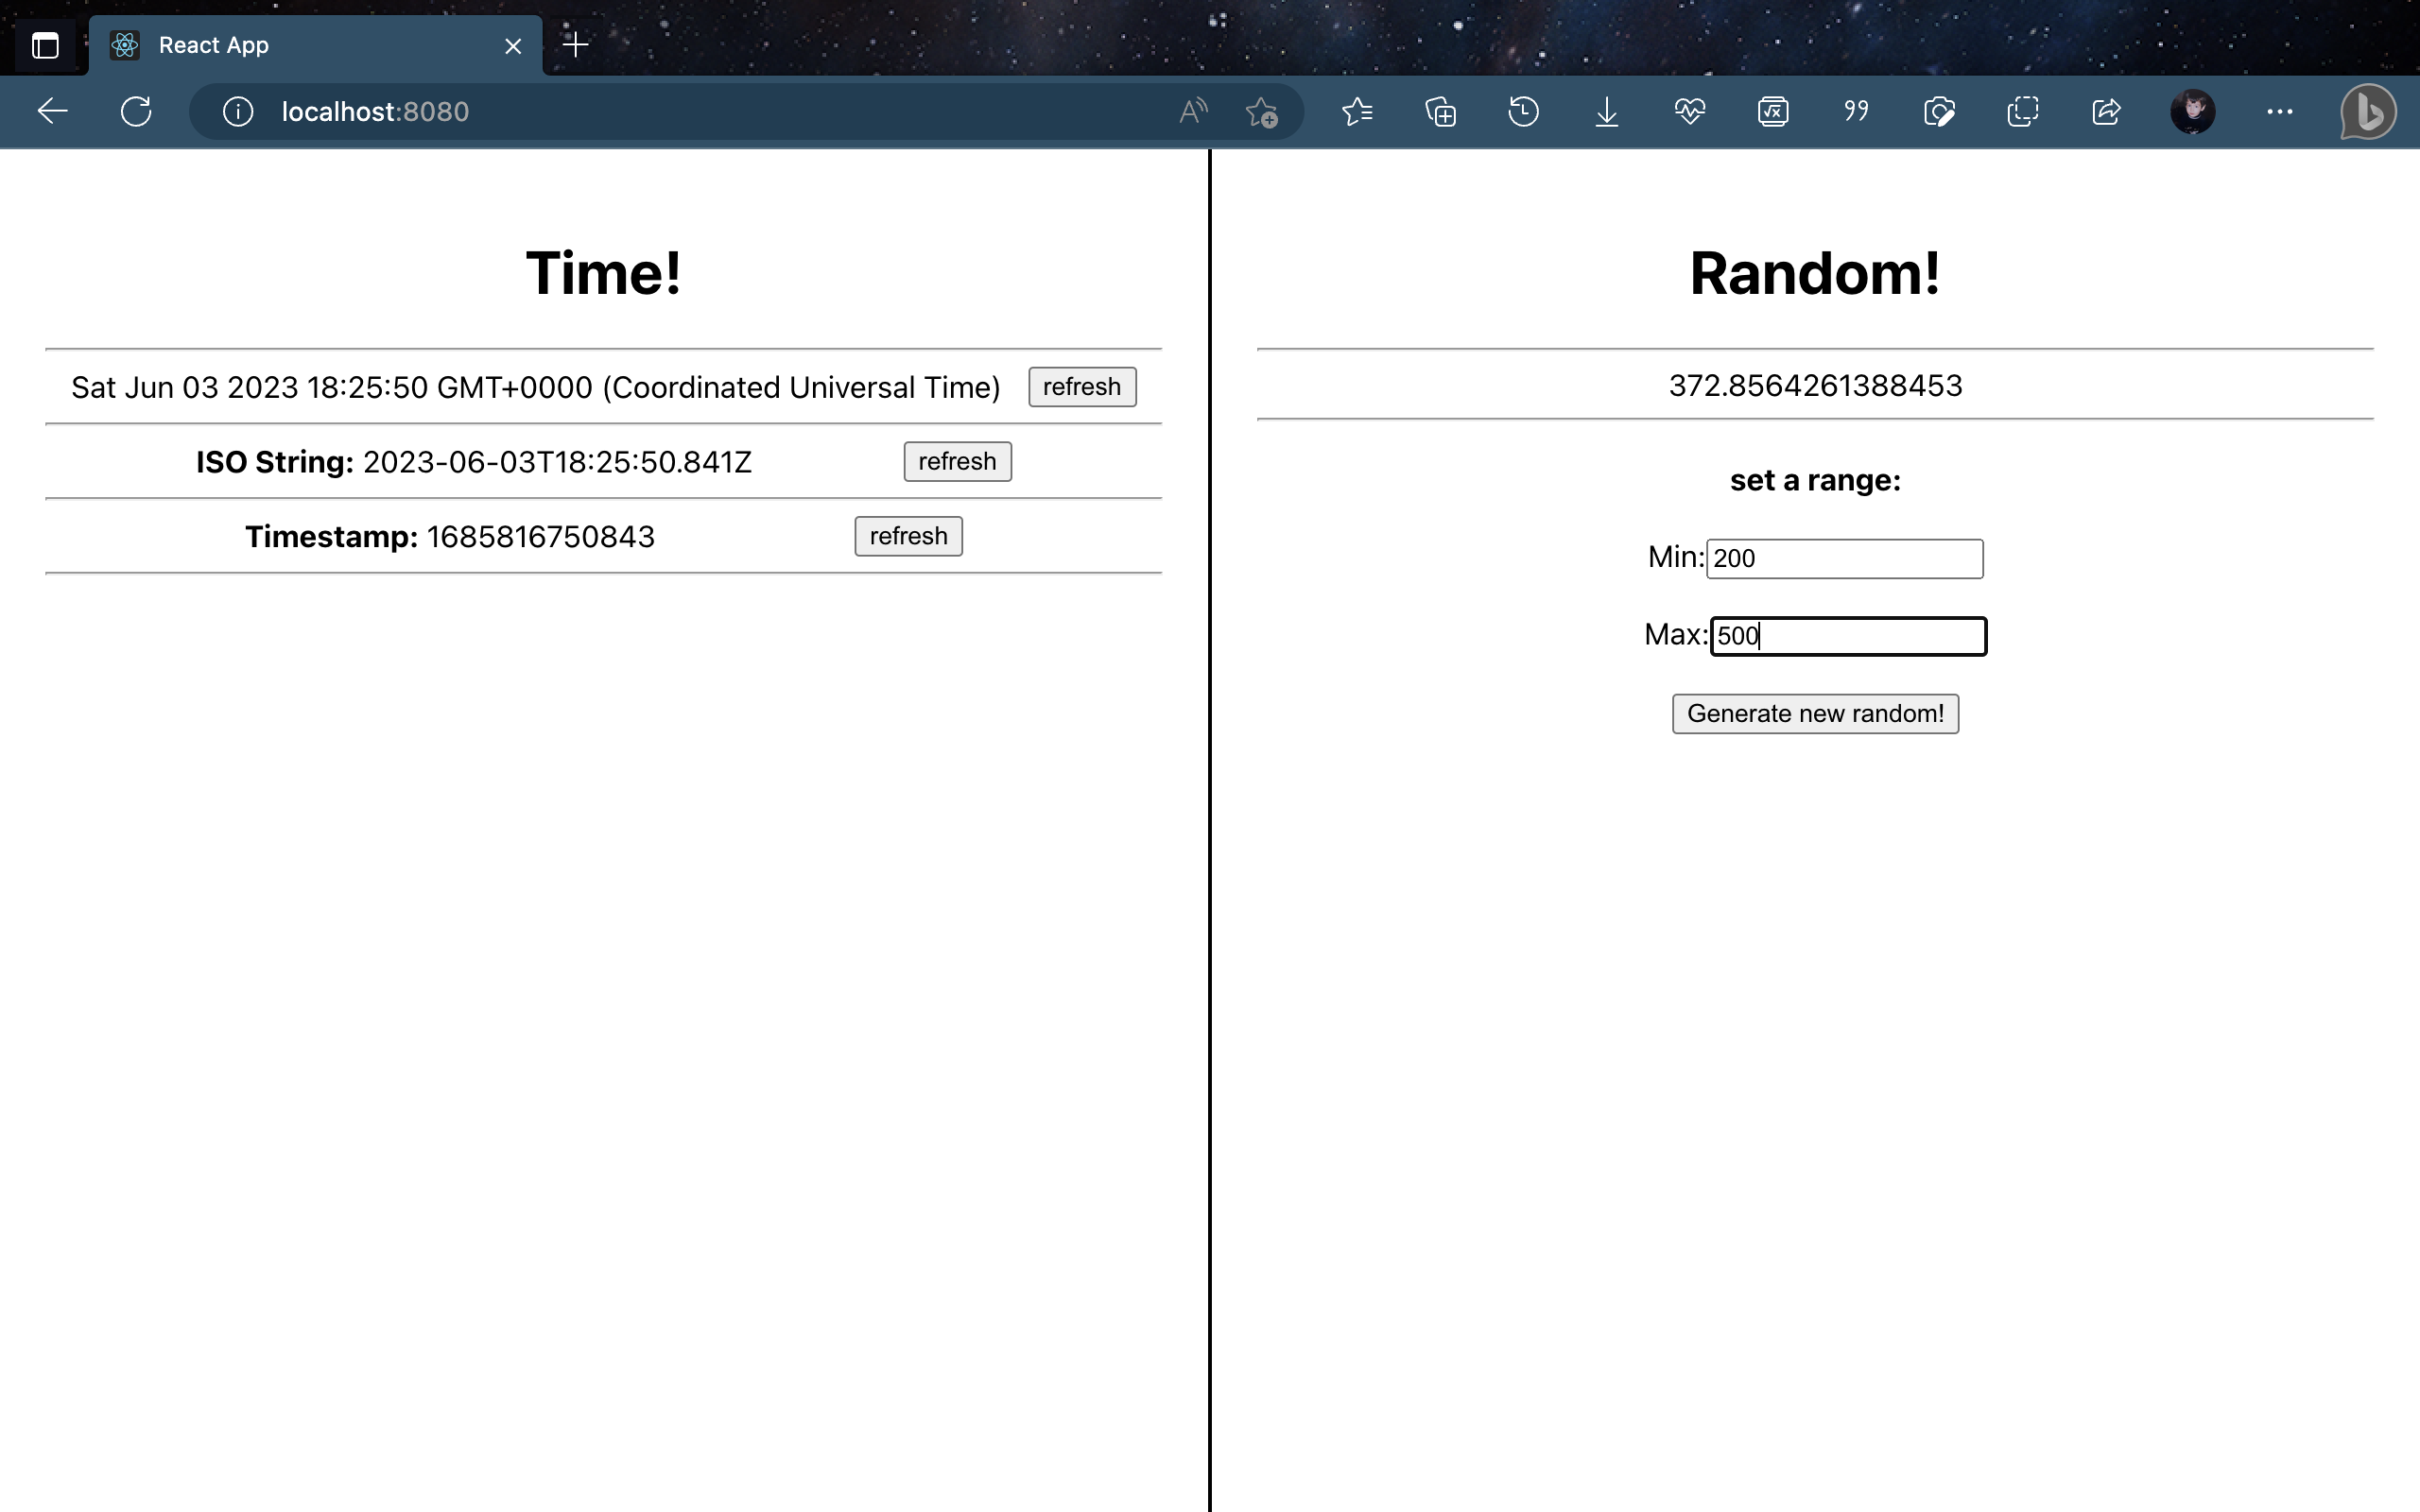 React App
localhost:8080
Time!
Sat Jun 03 2023 18:25:50 GMT+0000 (Coordinated Universal Time) refresh
ISO String: 2023-06-03T18:25:50.841Z refresh
Timestamp: 1685816750843 refresh
Random!
372.8564261388453
set a range:
Min: 200
Max: 500
Generate new random!